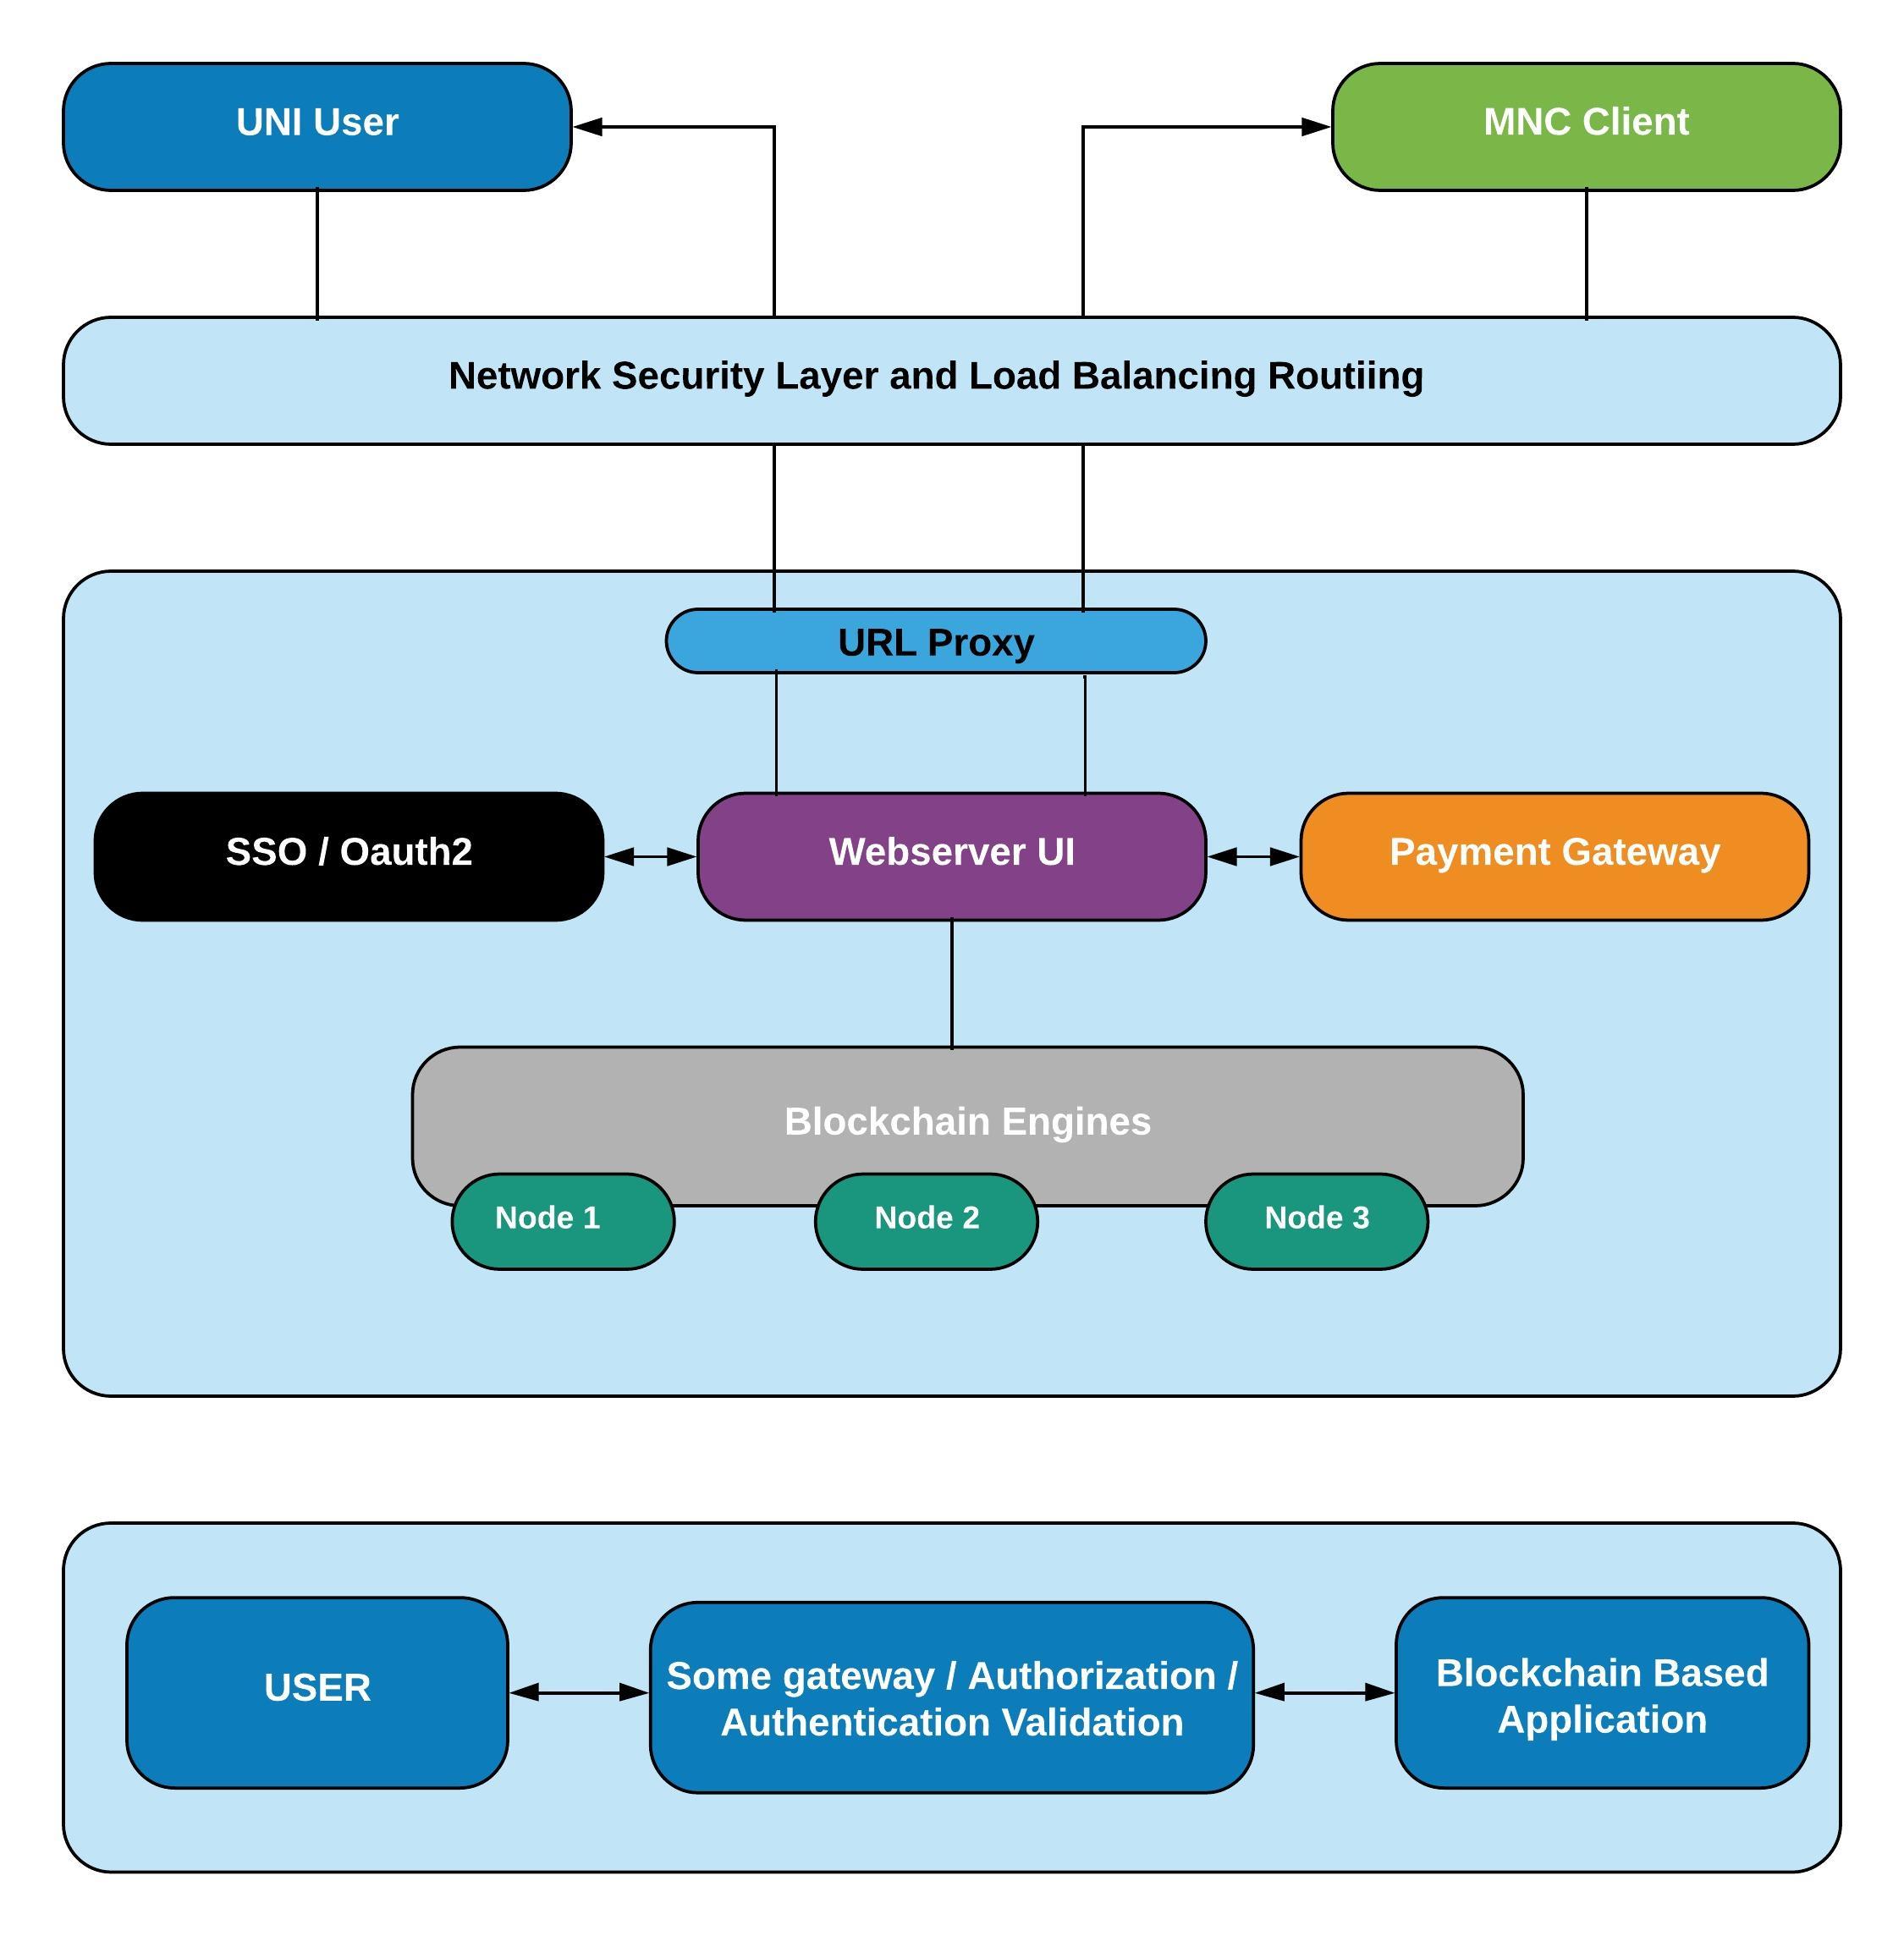 UNI User
MNC Client
Network Security Layer and Load Balancing Routiing
URL Proxy
SSO / Oauth2
Webserver UI
Payment Gateway
Blockchain Engines
Node 1
Node 2
Node 3
USER
Some gateway / Authorization /
Authentication Validation
Blockchain Based
Application